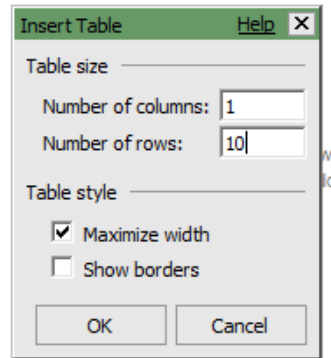 Insert Table Help
Table size
Number of columns: 1
Number of rows: 10
Table style
Maximize width
Show borders
OK Cancel